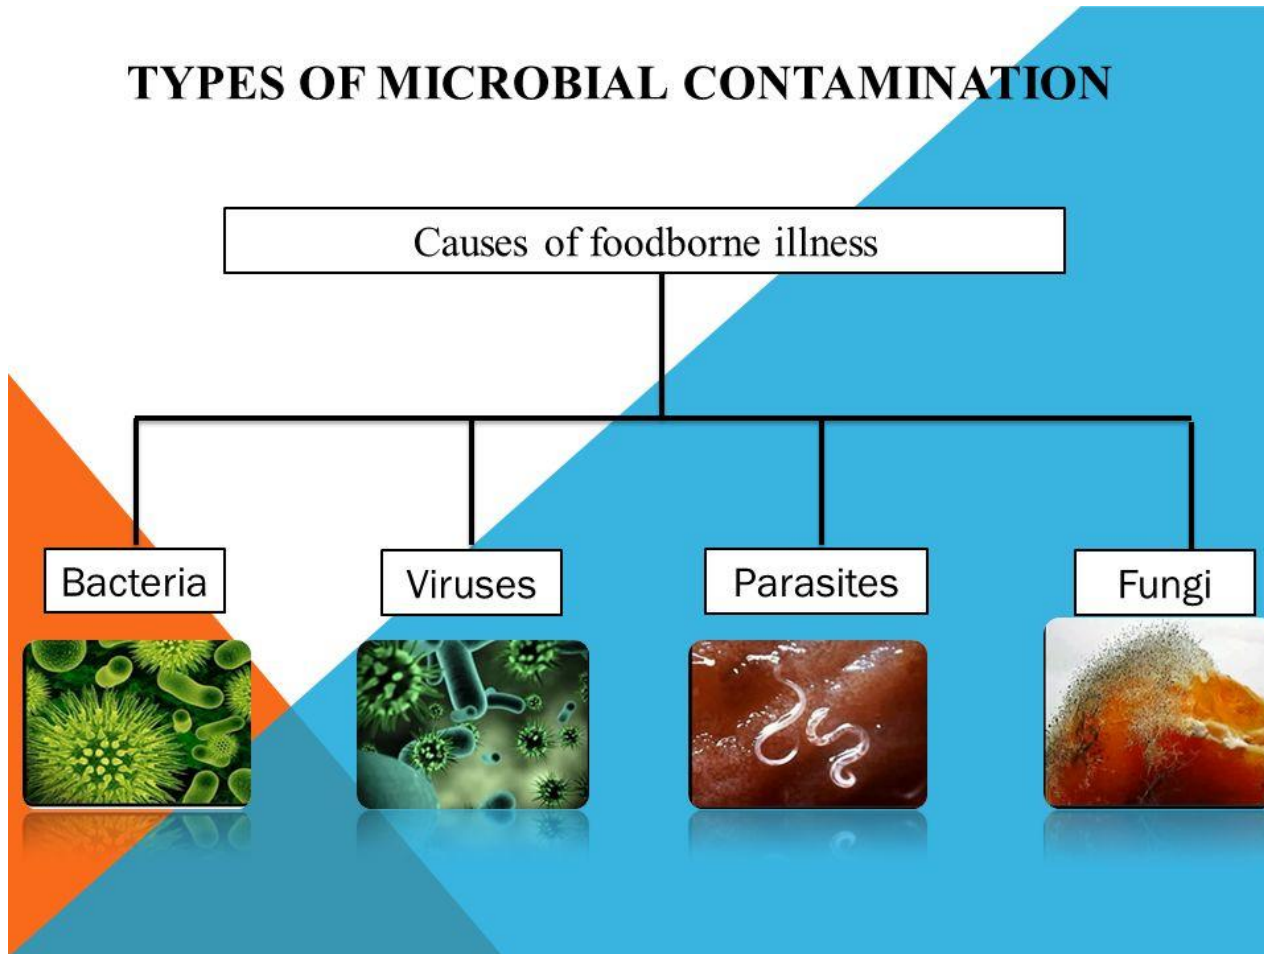 TYPES OF MICROBIAL CONTAMINATION
Causes of foodborne illness
Bacteria
Viruses
Parasites
Fungi